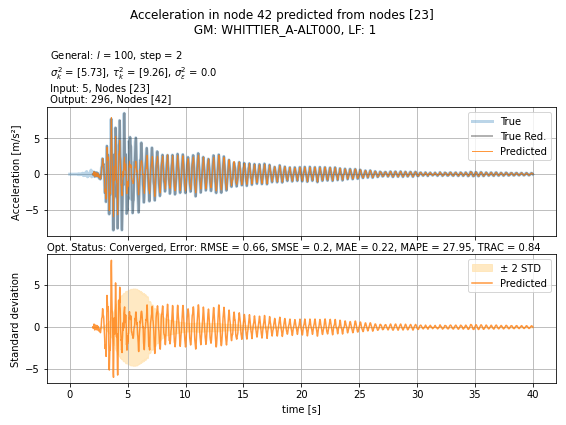 Acceleration in node 42 predicted from nodes [23]
GM: WHITTIER_A-ALT000, LF: 1
General: l = 100, step = 2
σ²ₖ = [5.73], τ²ₖ = [9.26], σ²ε = 0.0
Input: 5, Nodes [23]
Output: 296, Nodes [42]
Acceleration [m/s²]
5
0
−5
True
True Red.
Predicted
Opt. Status: Converged, Error: RMSE = 0.66, SMSE = 0.2, MAE = 0.22, MAPE = 27.95, TRAC = 0.84
Standard deviation
5
0
−5
± 2 STD
Predicted
0 5 10 15 20 25 30 35 40
time [s]